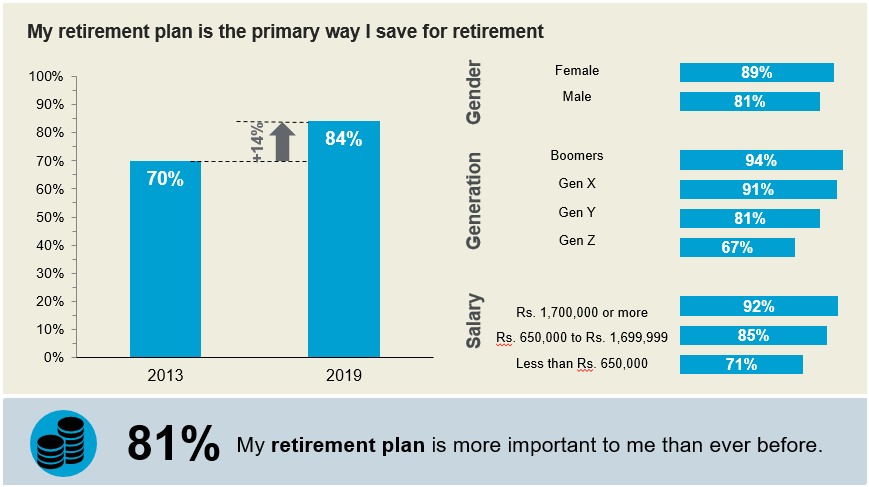 My retirement plan is the primary way I save for retirement
100%
90%
80%
70%
60%
50%
40%
30%
20%
10%
0%
70%
+14%
84%
2013
2019
Gender
Female
89%
Male
81%
Generation
Boomers
94%
Gen X
91%
Gen Y
81%
Gen Z
67%
Salary
Rs. 1,700,000 or more
92%
Rs. 650,000 to Rs. 1,699,999
85%
Less than Rs. 650,000
71%
81% My retirement plan is more important to me than ever before.